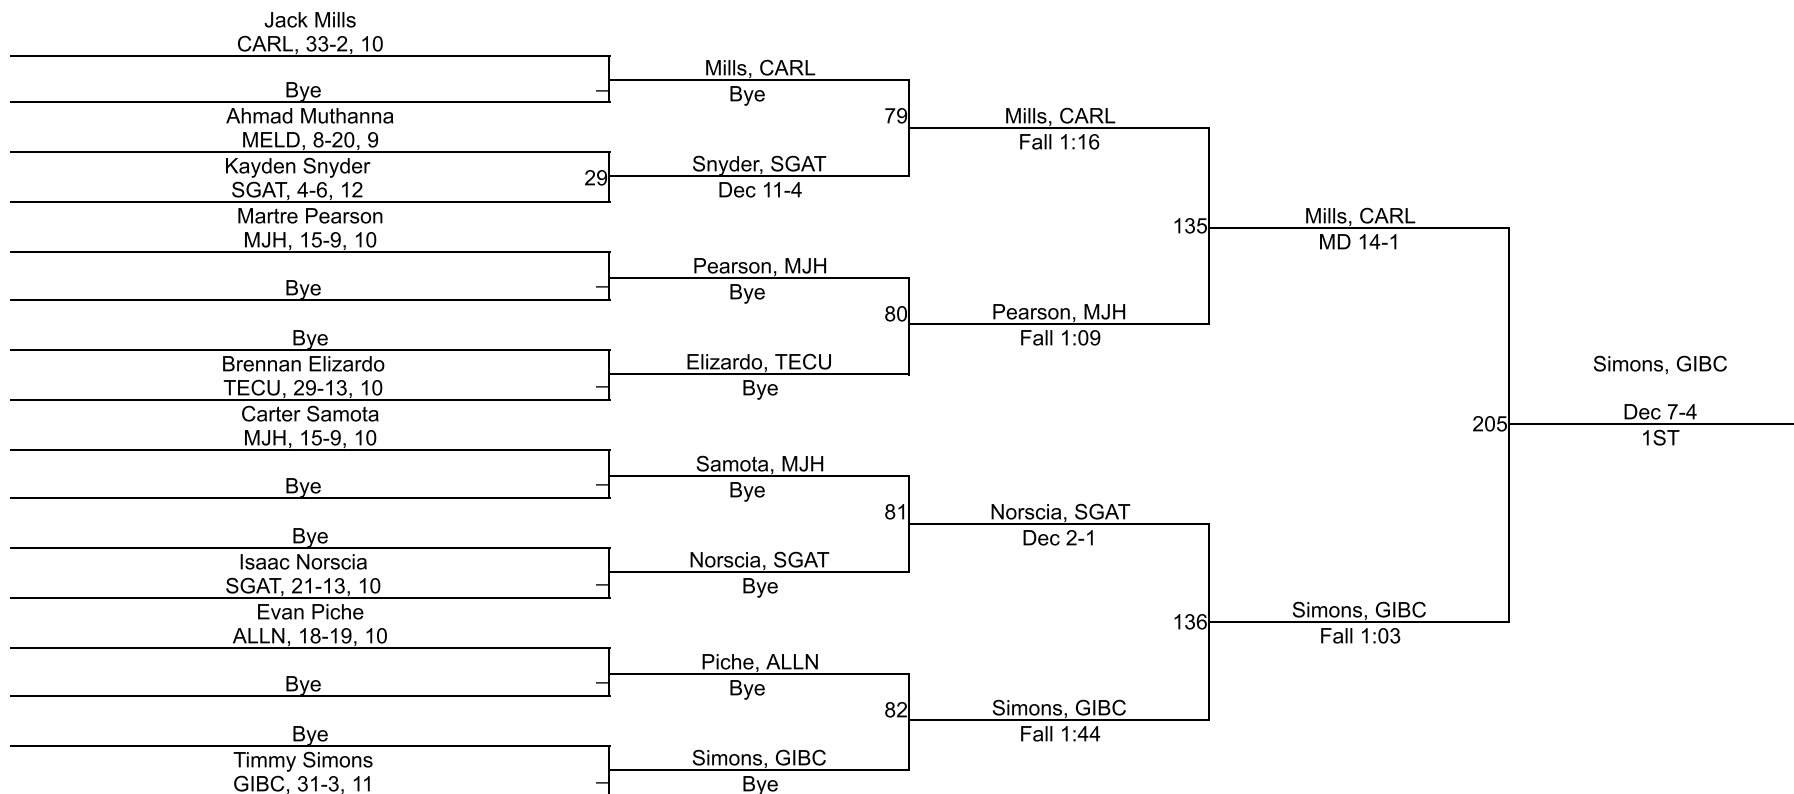 Jack Mills
CARL, 33-2, 10
Bye
Ahmad Muthanna
MELD, 8-20, 9
Kayden Snyder
SGAT, 4-6, 12
29
Martre Pearson
MJH, 15-9, 10
Bye
Bye
Brennan Elizardo
TECU, 29-13, 10
Carter Samota
MJH, 15-9, 10
Bye
Bye
Isaac Norscia
SGAT, 21-13, 10
Evan Piche
ALLN, 18-19, 10
Bye
Bye
Timmy Simons
GIBC, 31-3, 11
Mills, CARL
Bye
79
Snyder, SGAT
Dec 11-4
Pearson, MJH
Bye
80
Elizardo, TECU
Bye
Samota, MJH
Bye
81
Norscia, SGAT
Bye
Piche, ALLN
Bye
82
Simons, GIBC
Bye
Mills, CARL
Fall 1:16
135
Pearson, MJH
Fall 1:09
Norscia, SGAT
Dec 2-1
136
Simons, GIBC
Fall 1:44
Mills, CARL
MD 14-1
205
Simons, GIBC
Fall 1:03
Simons, GIBC
Dec 7-4
1ST